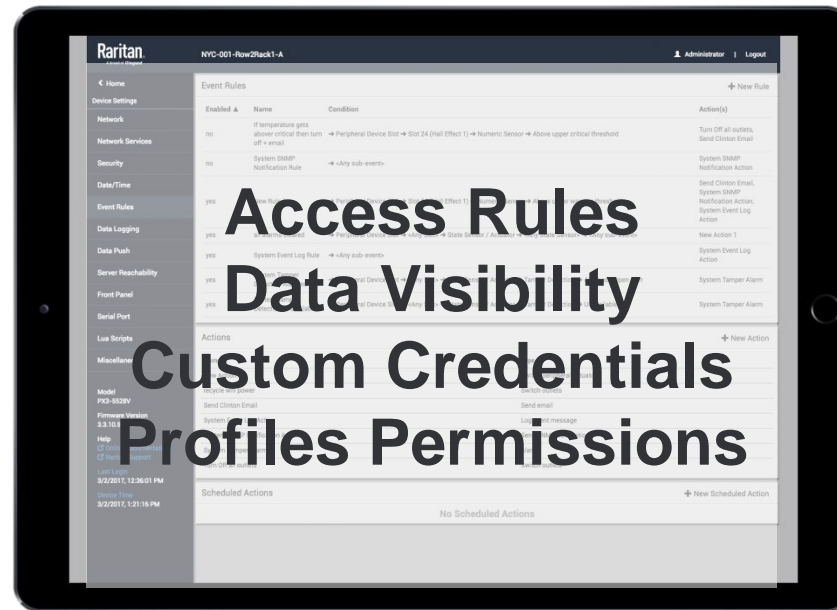 Raritan.
A brand of Legrand
NYC-001-Row2Rack1-A
Administrator | Logout
Home
Device Settings
Network
Network Services
Security
Date/Time
Event Rules
Data Logging
Data Push
Server Reachability
Front Panel
Serial Port
Lua Scripts
Model
PX3-5528V
Firmware Version
Help
Last Login
3/2/2017, 12:36:01 PM
Device Time
3/2/2017, 1:21:16 PM
Event Rules
New Rule
Enabled ▲ Name Condition Action(s)
no If temperature gets abover critical then turn off + email ➔ Peripheral Device Slot ➔ Slot 24 (Hall Effect 1) ➔ Numeric Sensor ➔ Above upper critical threshold Turn Off all outlets, Send Clinton Email
no System SNMP Notification Rule ➔ <Any sub-event> System SNMP Notification Action
yes Send Clinton Email, System SNMP Notification Action, System Event Log Action
yes New Action 1
yes System Event Log Rule ➔ <Any sub-event> System Event Log Action
yes System Tamper Alarm
yes System Tamper Alarm
Access Rules
Data Visibility
Custom Credentials
Profiles Permissions
Actions
New Action
Send Clinton Email Send email
Scheduled Actions
New Scheduled Action
No Scheduled Actions